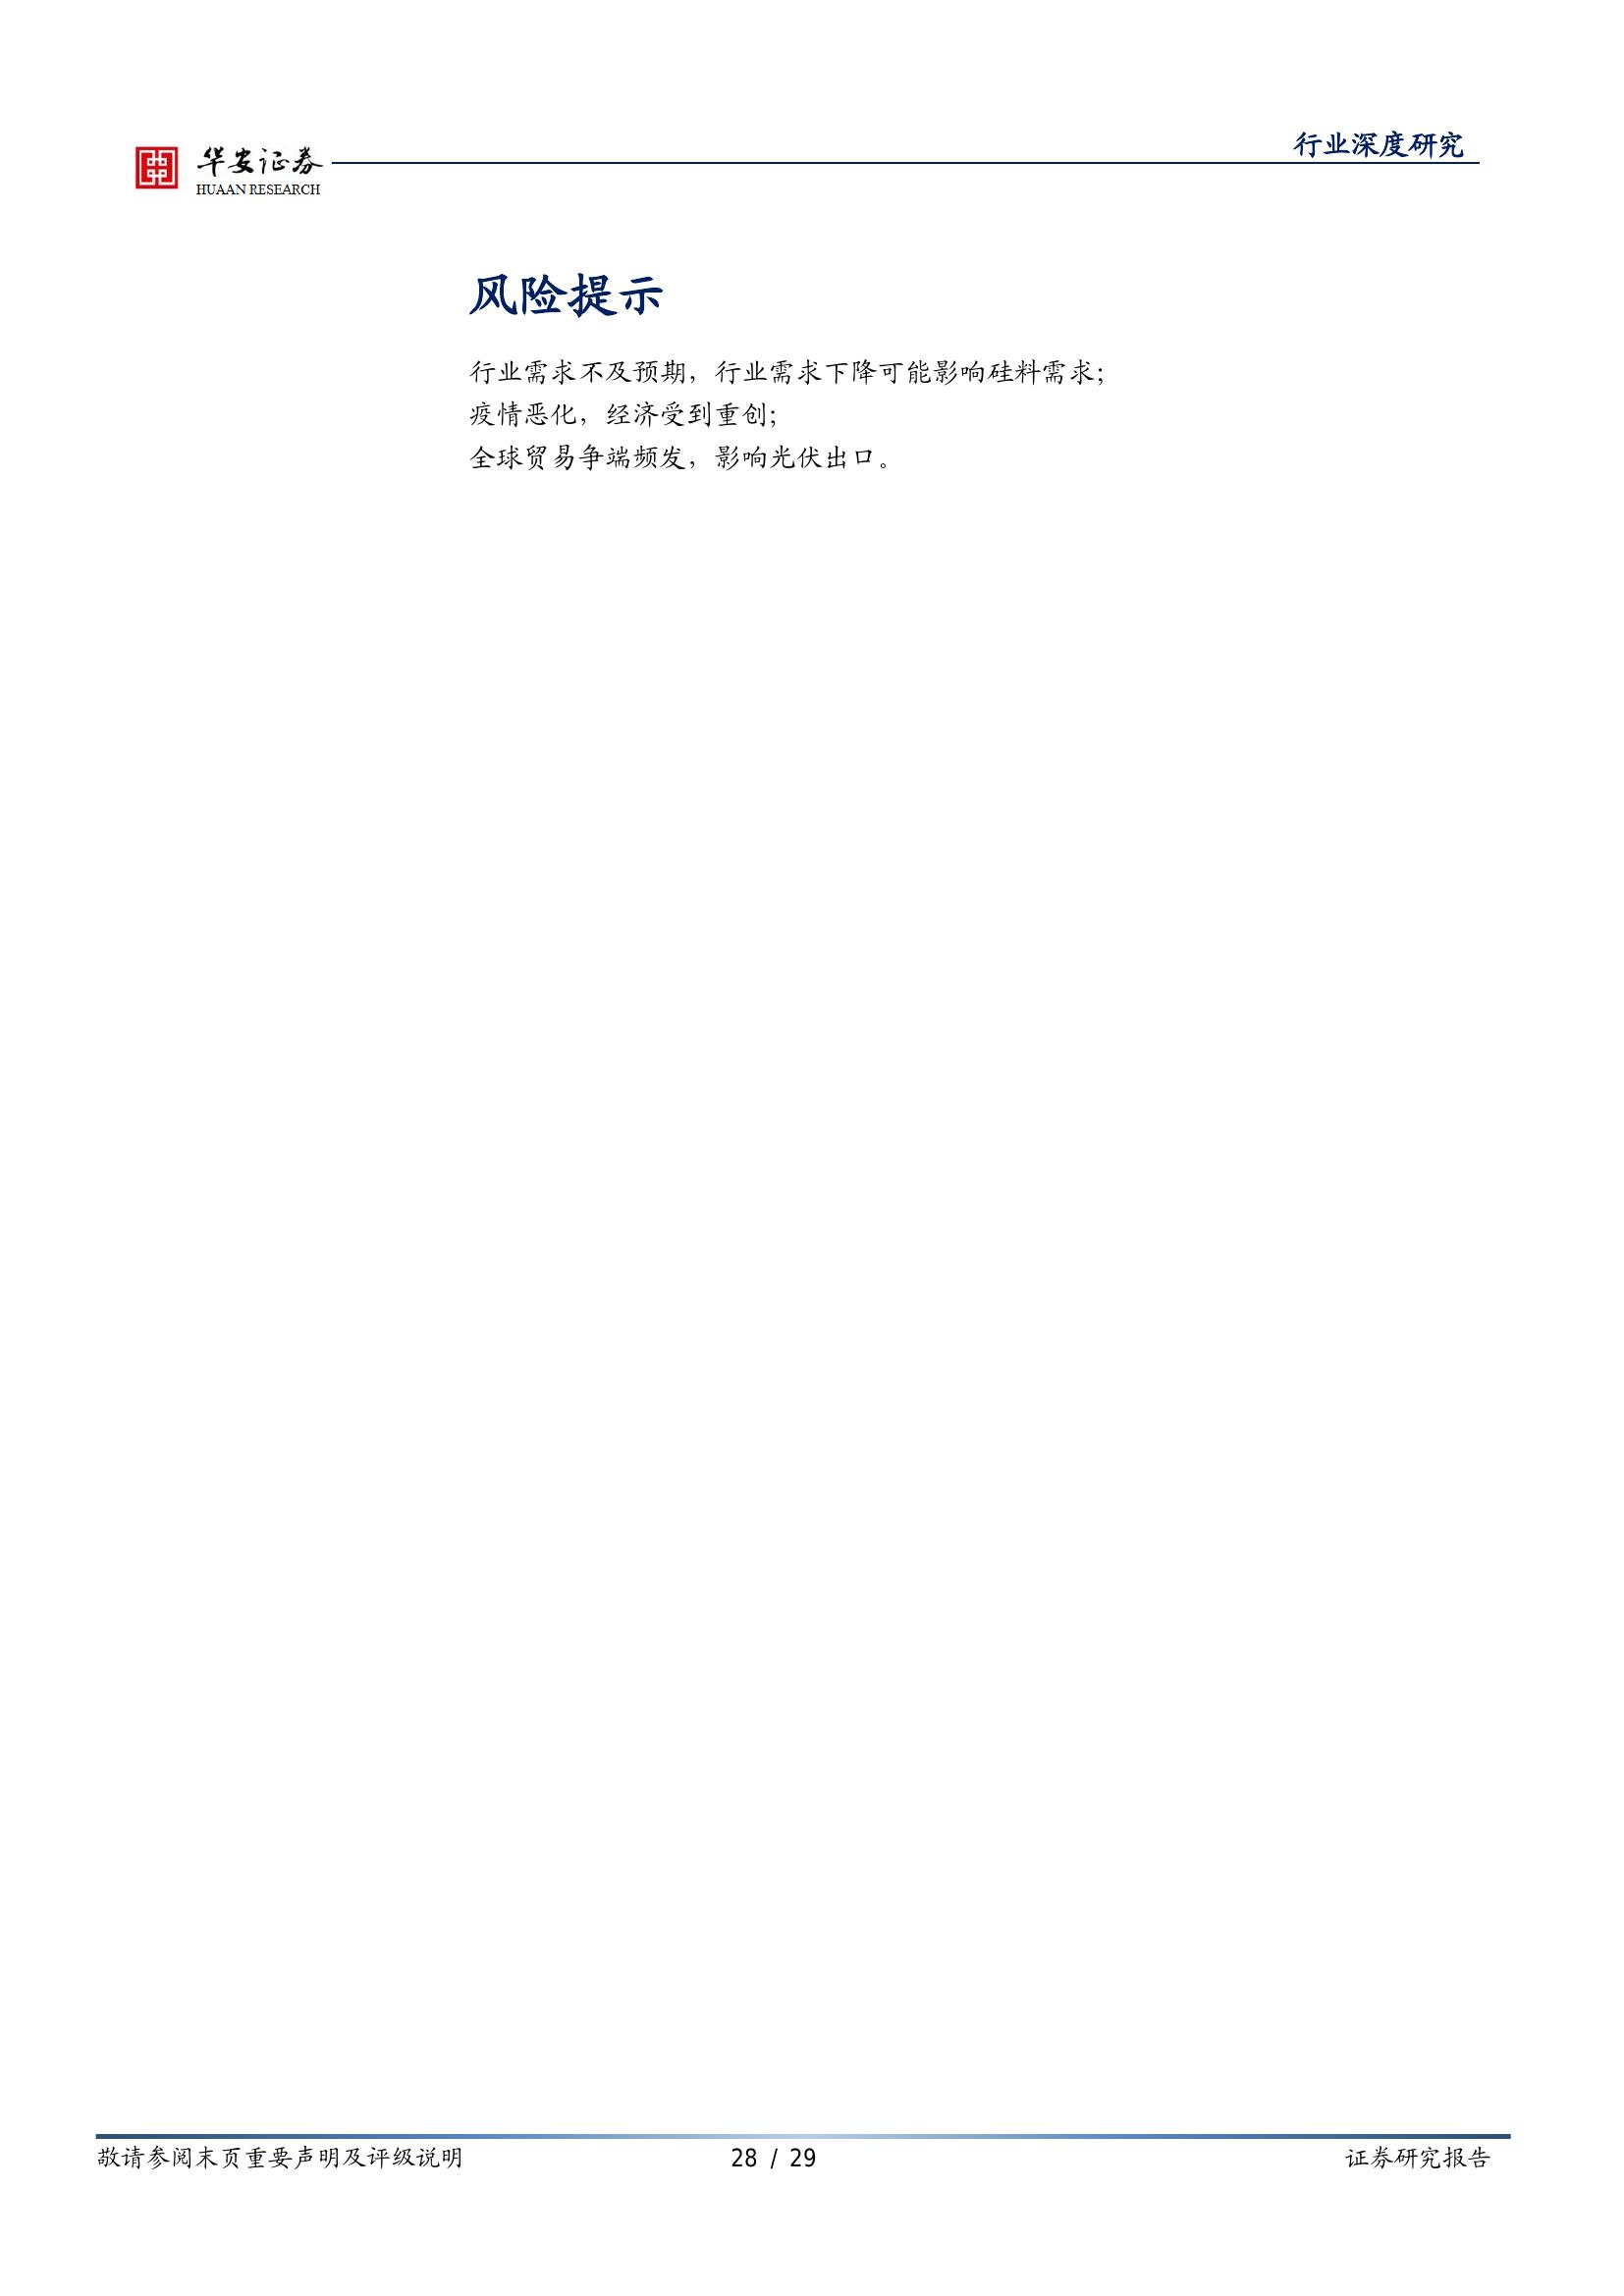 华安证券
HUAAN RESEARCH
行业深度研究
风险提示
行业需求不及预期，行业需求下降可能影响硅料需求；
疫情恶化，经济受到重创；
全球贸易争端频发，影响光伏出口。
敬请参阅末页重要声明及评级说明
28 / 29
证券研究报告